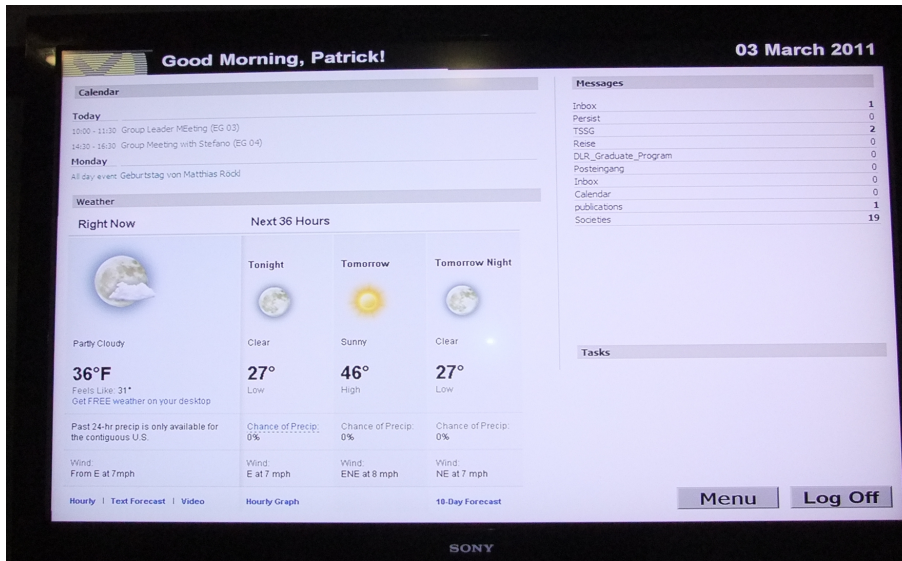 Good Morning, Patrick!
03 March 2011
Calendar
Today
10:00 - 11:30 Group Leader MEeting (EG 03)
14:30 - 16:30 Group Meeting with Stefano (EG 04)
Monday
All day event Geburtstag von Matthias Röckl
Weather
Right Now
Next 36 Hours
Tonight Tomorrow Tomorrow Night
Partly Cloudy Clear Sunny Clear
36°F 27° 46° 27°
Feels Like: 31° Low High Low
Get FREE weather on your desktop
Past 24-hr precip is only available for Chance of Precip: Chance of Precip: Chance of Precip:
the contiguous U.S. 0% 0% 0%
Wind: Wind: Wind: Wind:
From E at 7mph E at 7 mph ENE at 8 mph NE at 7 mph
Hourly | Text Forecast | Video Hourly Graph 10-Day Forecast
Messages
Inbox 1
Persist 0
TSSG 2
Reise 0
DLR_Graduate_Program 0
Posteingang 0
Inbox 0
Calendar 0
publications 1
Societies 19
Tasks
Menu Log Off
SONY